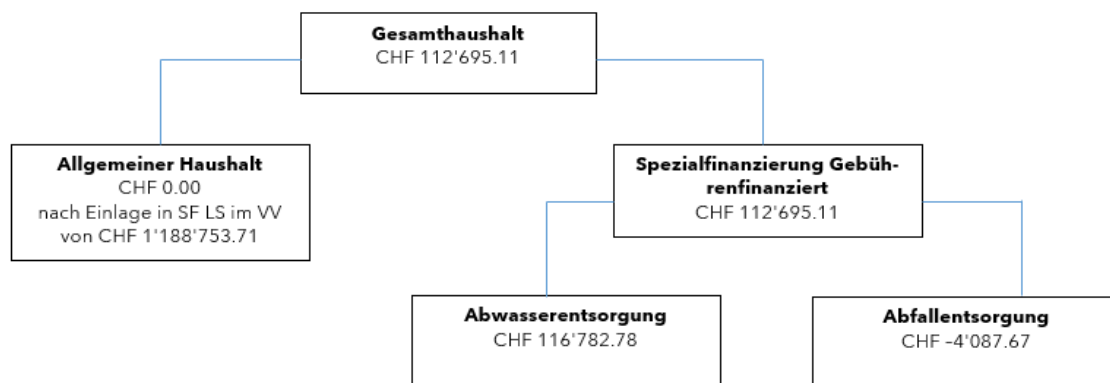 Gesamthaushalt
CHF 112'695.11
Allgemeiner Haushalt
CHF 0.00
nach Einlage in SF LS im VV
von CHF 1'188'753.71
Spezialfinanzierung Gebüh-
renfinanziert
CHF 112'695.11
Abwasserentsorgung
CHF 116'782.78
Abfallentsorgung
CHF -4'087.67